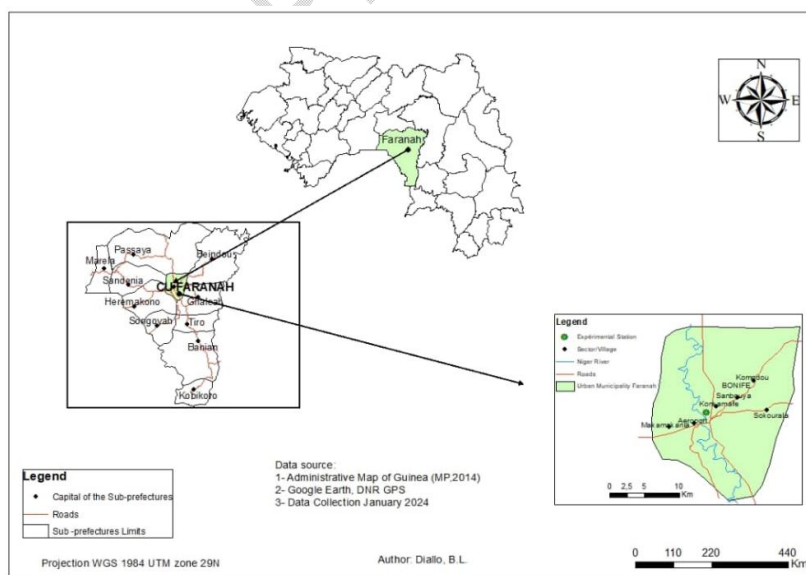 N
W E
S
Faranah
Passaya
Beindou
Marela
Sandenia
CU FARANAH
Heremakono
Songoyah
Tiro
Banian
Kobikoro
Legend
Experimental Station
Sector/Village
Niger River
Roads
Urban Municipality Faranah
Komodou
BONIFE
Sanbouya
Sokourala
Aeroport
0 2,5 5 10
Km
Legend
Capital of the Sub-prefectures
Roads
Sub -prefectures Limits
Data source :
1- Administrative Map of Guinea (MP,2014)
2- Google Earth, DNR GPS
3- Data Collection January 2024
Projection WGS 1984 UTM zone 29N
Author: Diallo, B.L.
0 110 220 440
Km